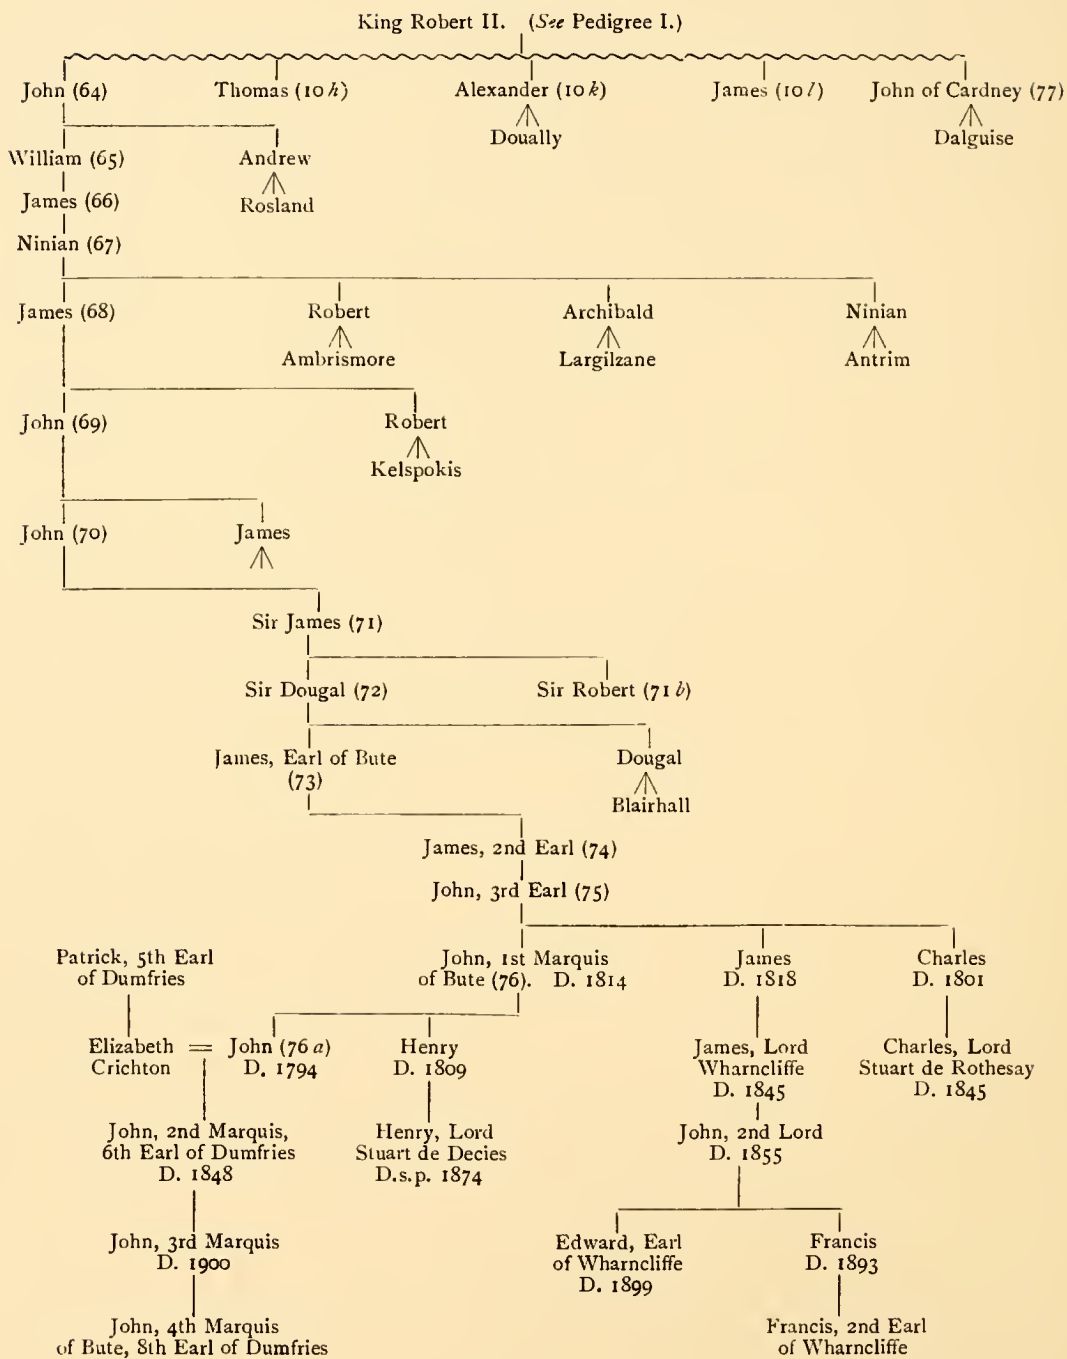 King Robert II. (See Pedigree I.)
John (64) Thomas (10 h) Alexander (10 k) James (10 l) John of Cardney (77)
Doually Dalguise
William (65) Andrew
James (66) Rosland
Ninian (67)
James (68) Robert Archibald Ninian
Ambrismore Largilzane Antrim
John (69) Robert
Kelspokis
John (70) James
Sir James (71)
Sir Dougal (72) Sir Robert (71 b)
James, Earl of Bute Dougal
(73)
Blairhall
James, 2nd Earl (74)
John, 3rd Earl (75)
Patrick, 5th Earl John, 1st Marquis James Charles
of Dumfries of Bute (76). D. 1814 D. 1818 D. 1801
Elizabeth = John (76 a) Henry James, Lord Charles, Lord
Crichton D. 1794 D. 1809 Wharncliffe Stuart de Rothesay
D. 1845 D. 1845
John, 2nd Marquis, Henry, Lord John, 2nd Lord
6th Earl of Dumfries Stuart de Decies D. 1855
D. 1848 D.s.p. 1874
John, 3rd Marquis Edward, Earl Francis
D. 1900 of Wharncliffe D. 1893
D. 1899
John, 4th Marquis Francis, 2nd Earl
of Bute, 8th Earl of Dumfries of Wharncliffe